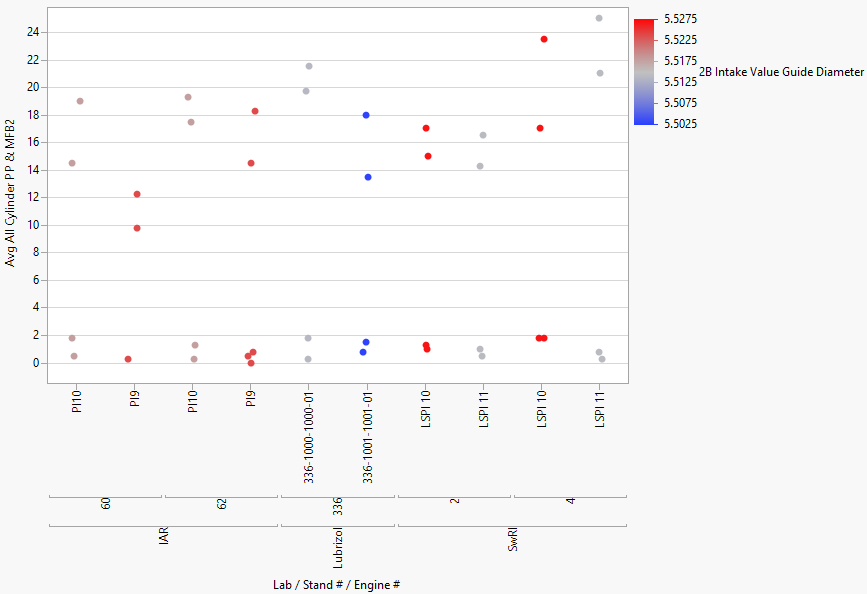 Avg All Cylinder PP & MFB2
24
22
20
18
16
14
12
10
8
6
4
2
0
5.5275
5.5225
5.5175
5.5125
5.5075
5.5025
2B Intake Value Guide Diameter
PI10
PI9
PI10
PI9
336-1000-1000-01
336-1001-1001-01
LSPI 10
LSPI 11
LSPI 10
LSPI 11
60
62
336
2
4
IAR
Lubrizol
SwRI
Lab / Stand # / Engine #